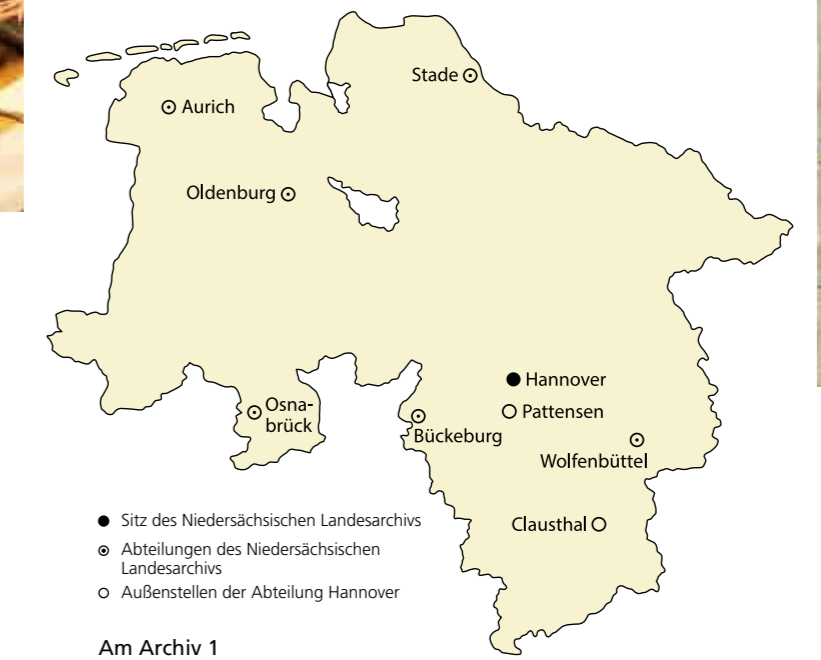 Stade
Aurich
Oldenburg
Hannover
Osna-
brück
Pattensen
Bückeburg
Wolfenbüttel
Clausthal
Sitz des Niedersächsischen Landesarchivs
Abteilungen des Niedersächsischen
Landesarchivs
Außenstellen der Abteilung Hannover
Am Archiv 1